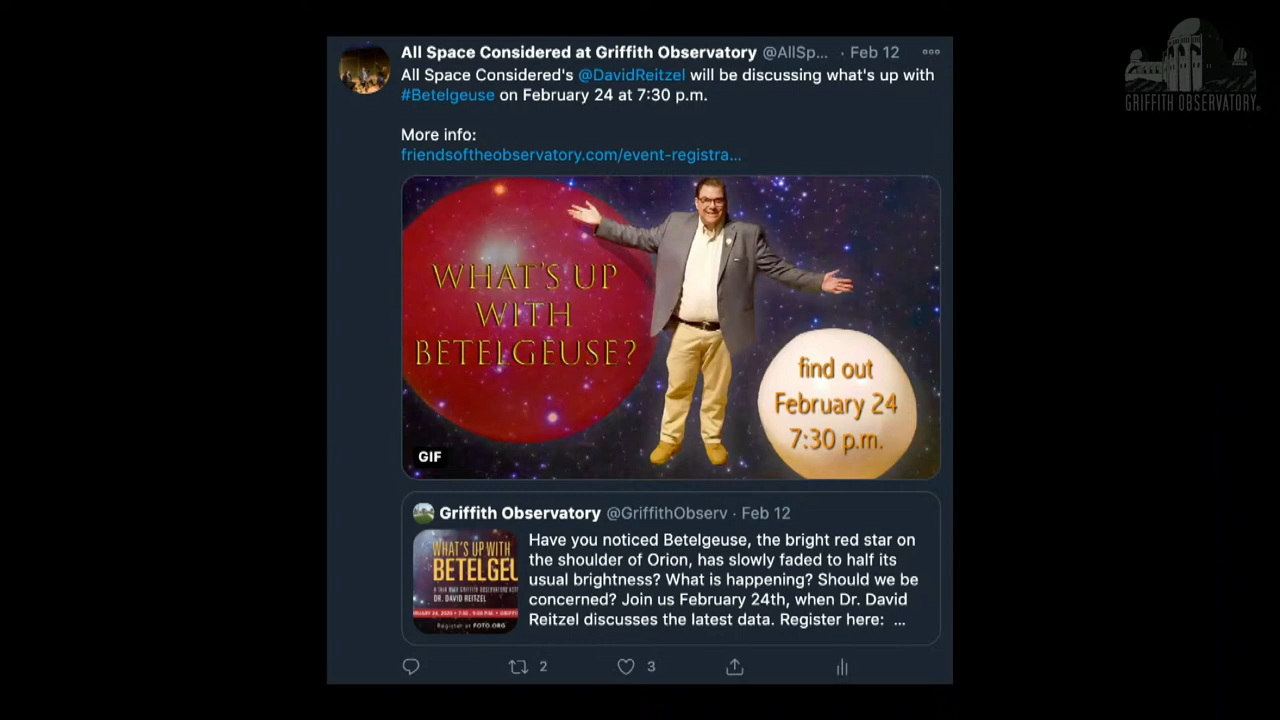 All Space Considered at Griffith Observatory @AllSp... · Feb 12
All Space Considered's @DavidReitzel will be discussing what's up with
#Betelgeuse on February 24 at 7:30 p.m.
More info:
friendsoftheobservatory.com/event-registra...
WHAT'S UP
WITH
BETELGEUSE?
find out
February 24
7:30 p.m.
GIF
Griffith Observatory @GriffithObserv · Feb 12
WHAT'S UP WITH
BETELGEU
DR. DAVID REITZEL
Register at FOTO.ORG
Have you noticed Betelgeuse, the bright red star on
the shoulder of Orion, has slowly faded to half its
usual brightness? What is happening? Should we be
concerned? Join us February 24th, when Dr. David
Reitzel discusses the latest data. Register here: ...
2
3
GRIFFITH OBSERVATORY